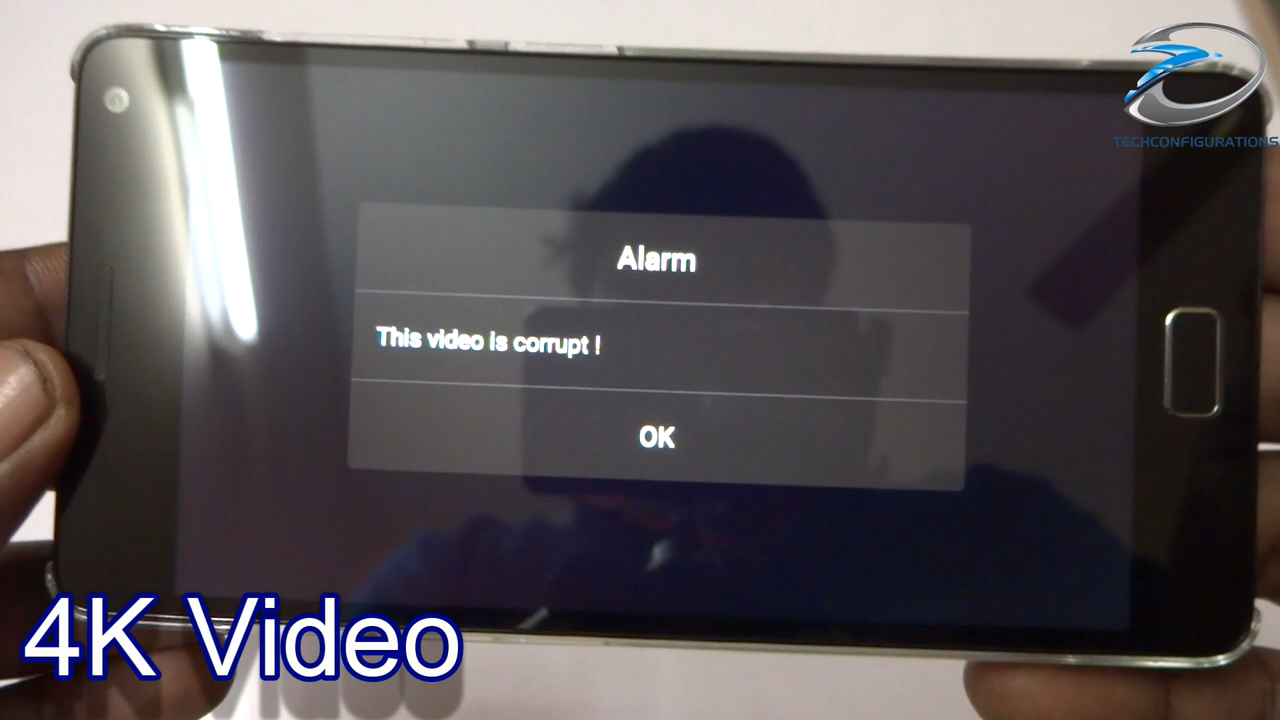 TECHCONFIGURATIONS
Alarm
This video is corrupt !
OK
4K Video